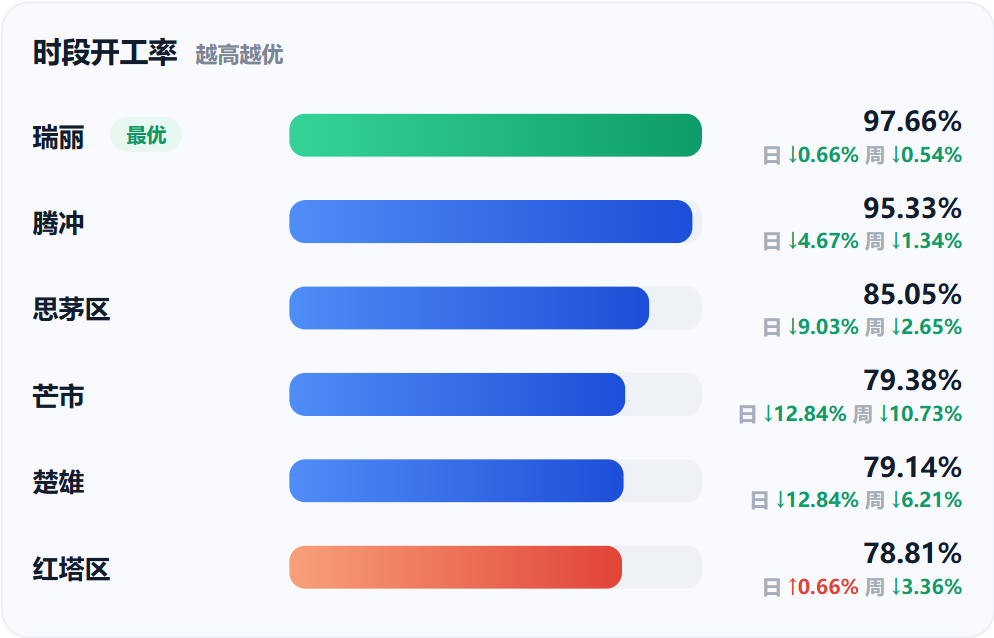 时段开工率 越高越优
瑞丽 最优 97.66%
日 ↓0.66% 周 ↓0.54%
腾冲 95.33%
日 ↓4.67% 周 ↓1.34%
思茅区 85.05%
日 ↓9.03% 周 ↓2.65%
芒市 79.38%
日 ↓12.84% 周 ↓10.73%
楚雄 79.14%
日 ↓12.84% 周 ↓6.21%
红塔区 78.81%
日 ↑0.66% 周 ↓3.36%